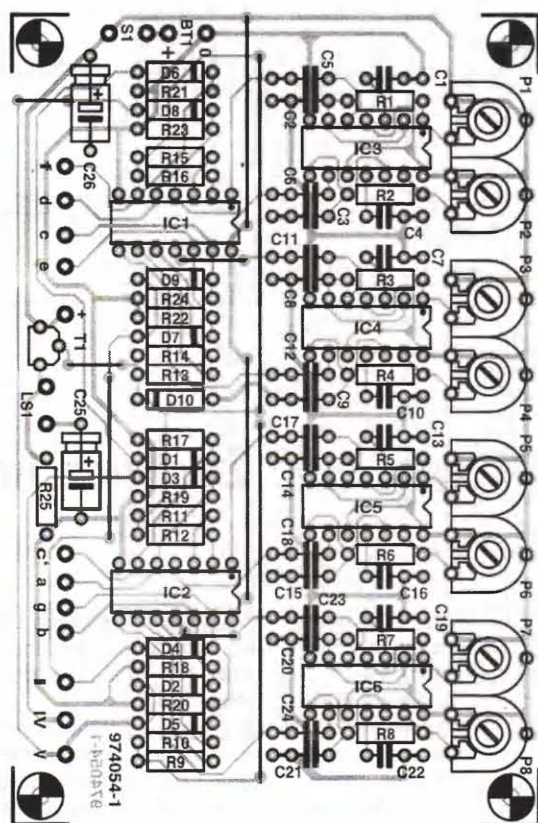 S1
BT1
+
0
D6
R21
D8
R23
+
C26
R15
R16
f
d
c
e
IC1
D9
R24
R22
D7
R14
R13
D10
+
T1
LS1
C25
+
R25
R17
D1
D3
R19
R11
R12
c'
a
g
b
IC2
D4
R18
D2
R20
D5
R10
R9
IV
V
974054-1
974054-1
C5
C1
R1
C2
IC3
C6
R2
C3
C4
P1
P2
C11
C7
R3
C8
IC4
C12
R4
C9
C10
P3
P4
C17
C13
R5
C14
IC5
C18
R6
C15
C16
P5
P6
C23
C19
R7
C20
IC6
C24
R8
C21
C22
P7
P8